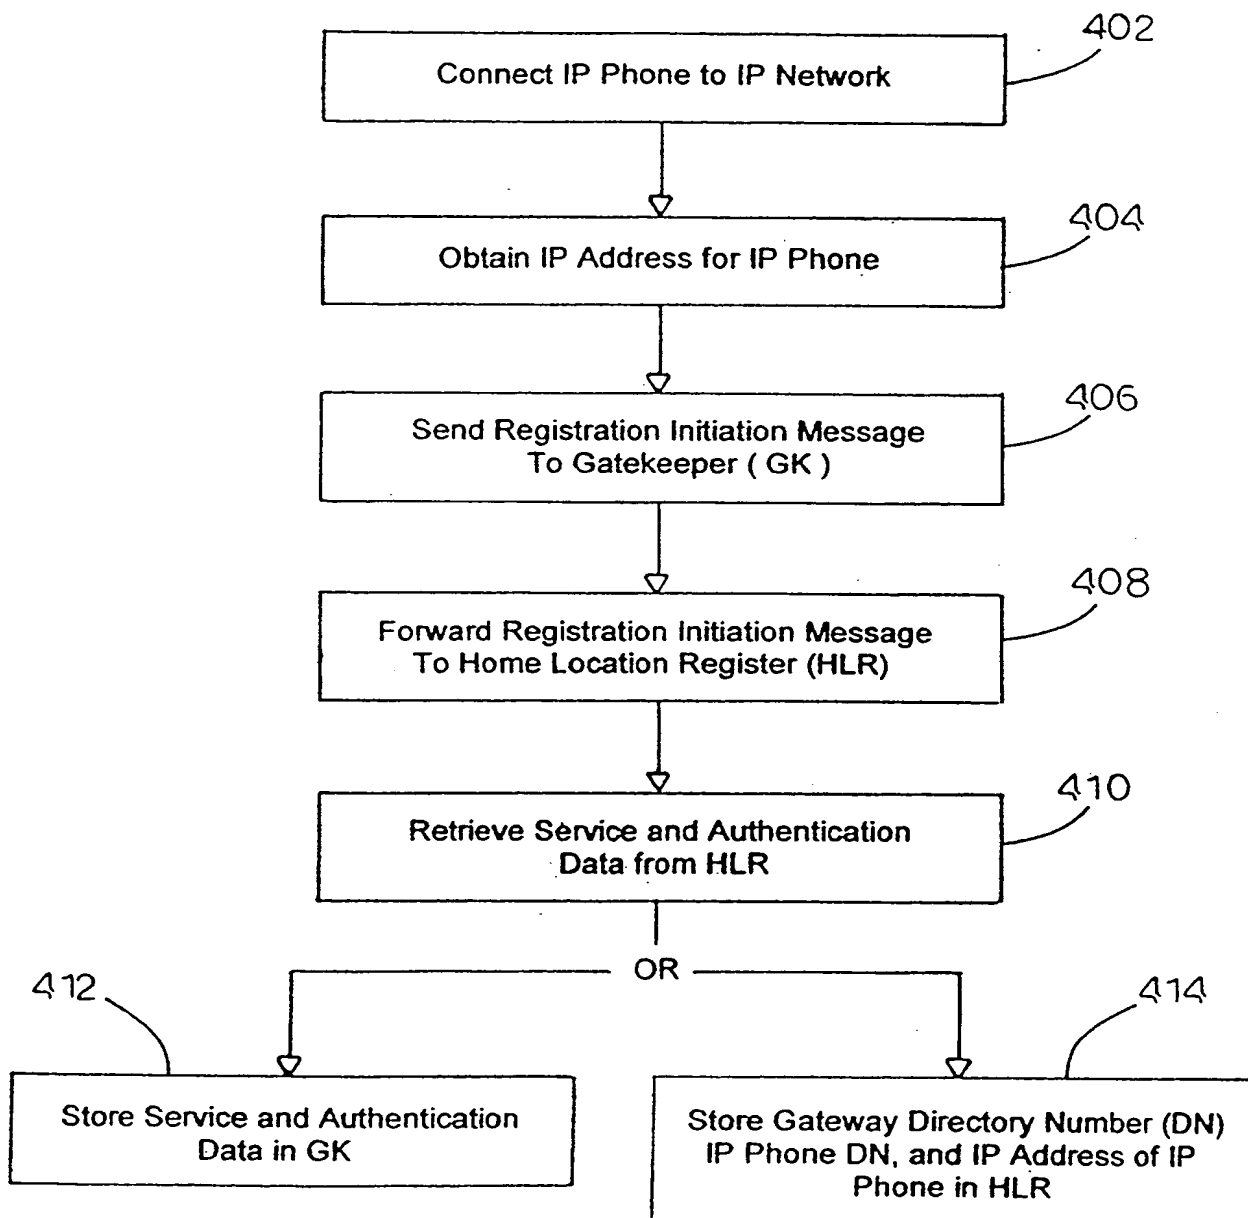 402
Connect IP Phone to IP Network
404
Obtain IP Address for IP Phone
406
Send Registration Initiation Message
To Gatekeeper ( GK )
408
Forward Registration Initiation Message
To Home Location Register (HLR)
410
Retrieve Service and Authentication
Data from HLR
OR
412
414
Store Service and Authentication
Data in GK
Store Gateway Directory Number (DN)
IP Phone DN, and IP Address of IP
Phone in HLR